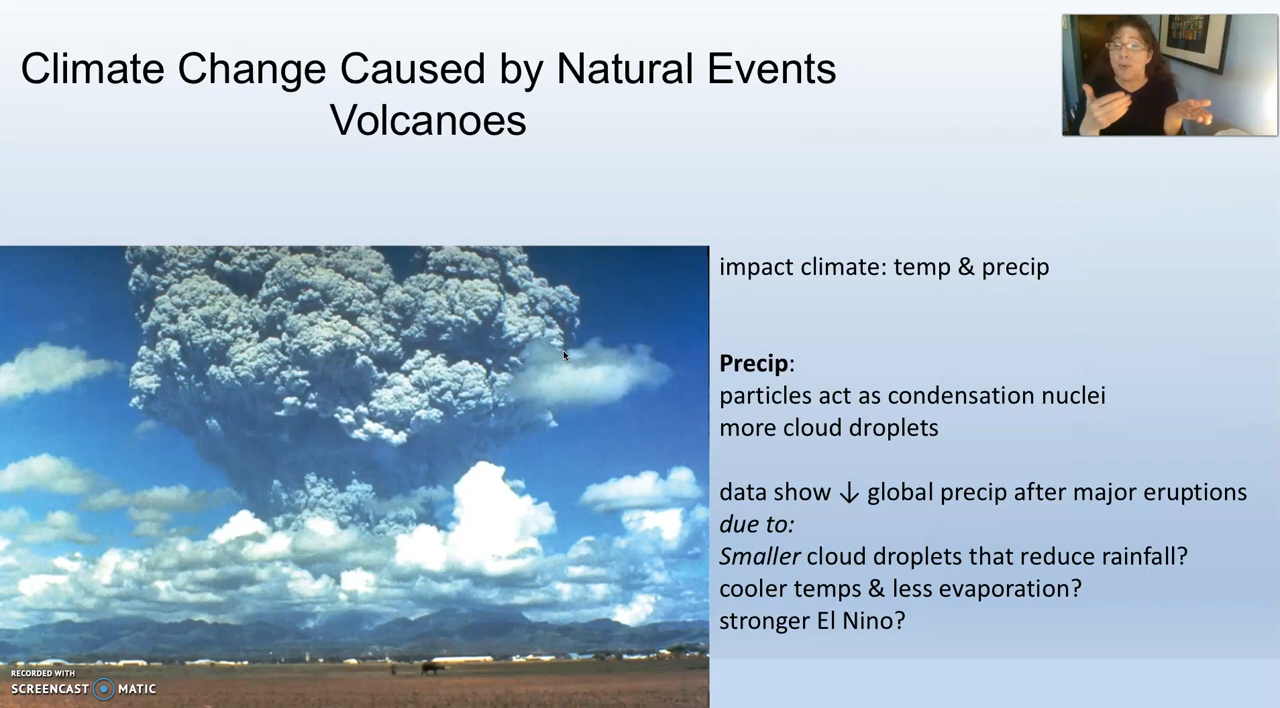 Climate Change Caused by Natural Events
Volcanoes
impact climate: temp & precip
Precip:
particles act as condensation nuclei
more cloud droplets
data show ↓ global precip after major eruptions
due to:
Smaller cloud droplets that reduce rainfall?
cooler temps & less evaporation?
stronger El Nino?
RECORDED WITH
SCREENCAST MATIC